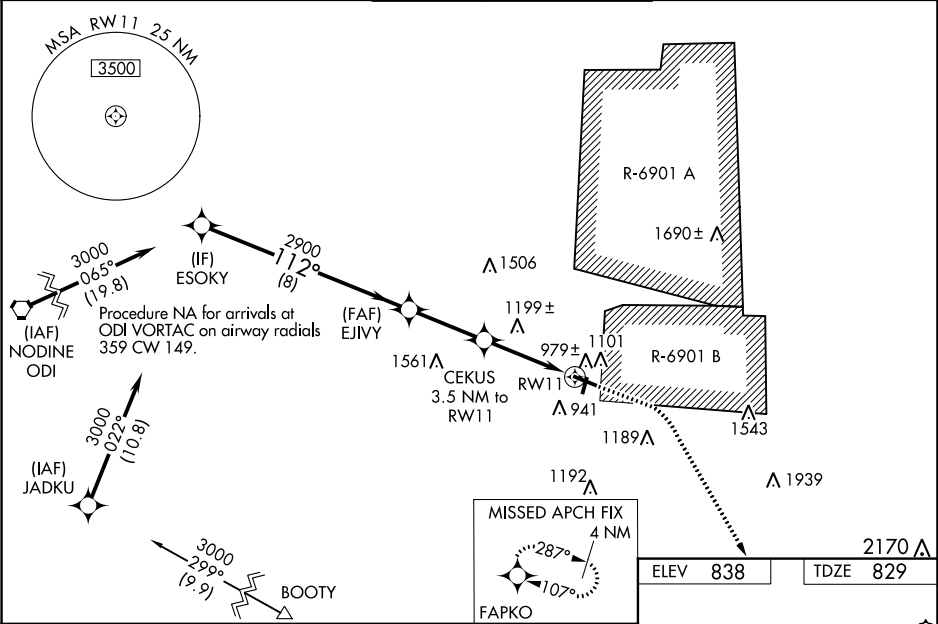 MSA RW11 25 NM
3500
R-6901 A
1690±
3000
065°
(19.8)
(IF)
ESOKY
2900
112°
(8)
1506
(IAF)
NODINE
ODI
Procedure NA for arrivals at
ODI VORTAC on airway radials
359 CW 149.
(FAF)
EJIVY
1199±
1561
CEKUS
3.5 NM to
RW11
979±
1101
RW11
R-6901 B
941
1189
1543
3000
022°
(10.8)
(IAF)
JADKU
1192
1939
MISSED APCH FIX
4 NM
287°
107°
FAPKO
3000
299°
(9.9)
BOOTY
2170
ELEV 838
TDZE 829